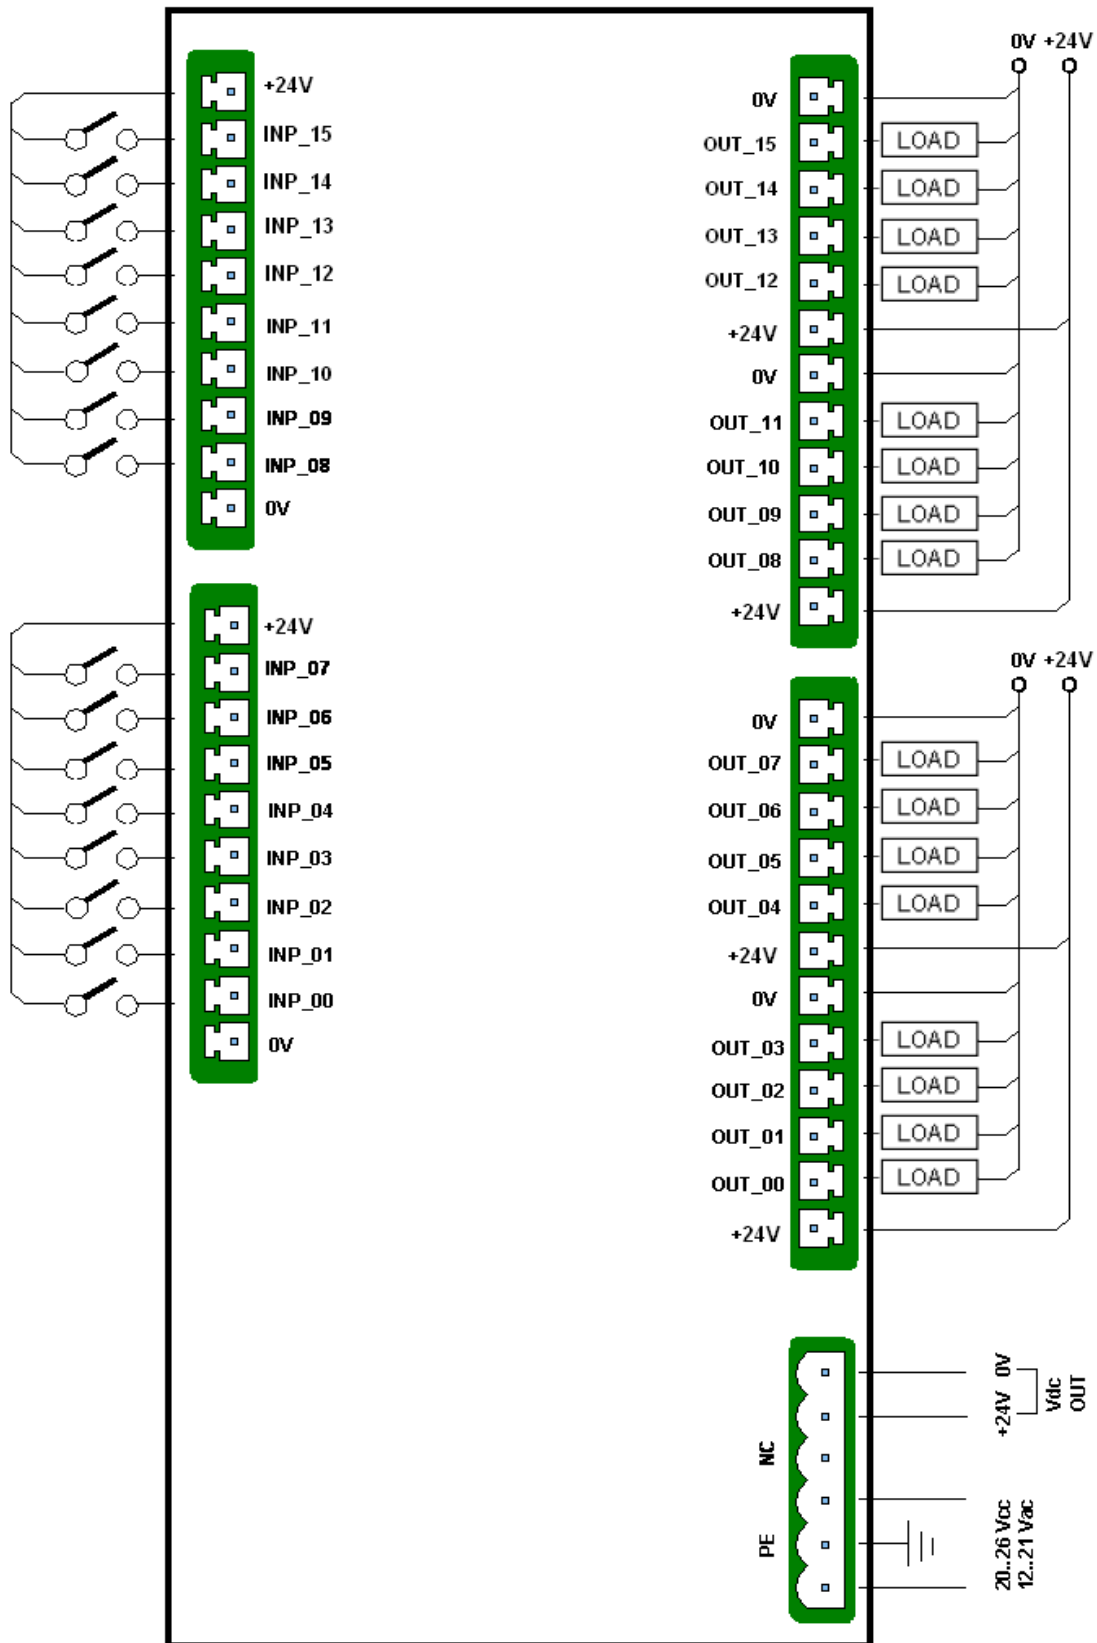 +24V
INP_15
INP_14
INP_13
INP_12
INP_11
INP_10
INP_09
INP_08
0V
+24V
INP_07
INP_06
INP_05
INP_04
INP_03
INP_02
INP_01
INP_00
0V
0V +24V
0V
OUT_15 LOAD
OUT_14 LOAD
OUT_13 LOAD
OUT_12 LOAD
+24V
0V
OUT_11 LOAD
OUT_10 LOAD
OUT_09 LOAD
OUT_08 LOAD
+24V
0V +24V
0V
OUT_07 LOAD
OUT_06 LOAD
OUT_05 LOAD
OUT_04 LOAD
+24V
0V
OUT_03 LOAD
OUT_02 LOAD
OUT_01 LOAD
OUT_00 LOAD
+24V
+24V 0V
Vdc
OUT
NC
PE
20..26 Vcc
12..21 Vac